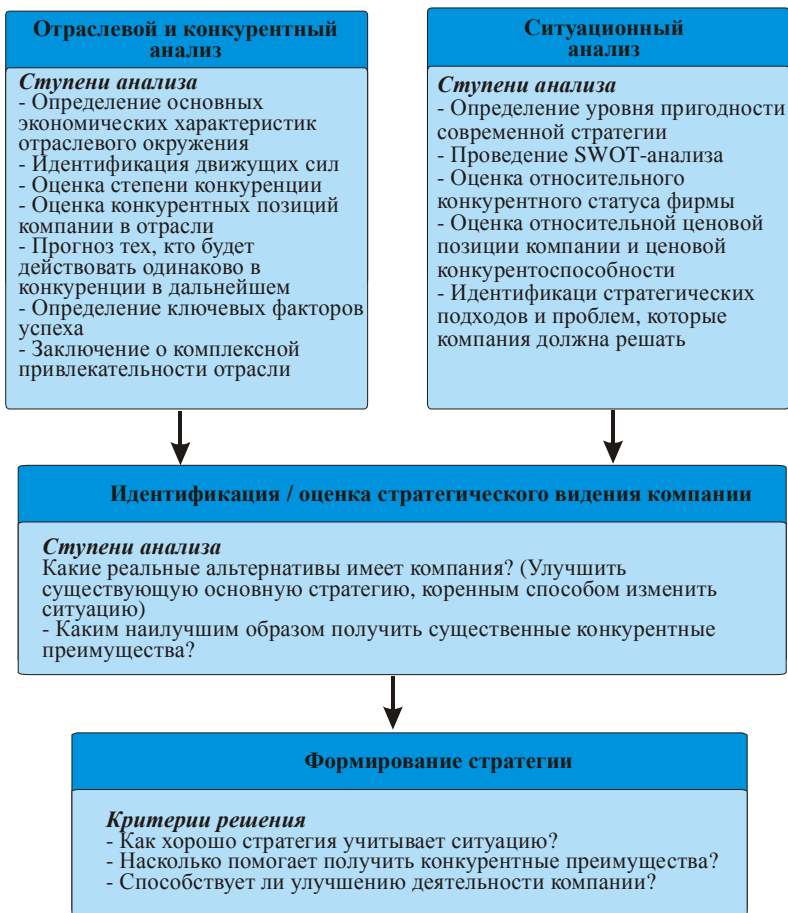 Отраслевой и конкурентный
анализ
Ступени анализа
- Определение основных
экономических характеристик
отраслевого окружения
- Идентификация движущих сил
- Оценка степени конкуренции
- Оценка конкурентных позиций
компании в отрасли
- Прогноз тех, кто будет
действовать одинаково в
конкуренции в дальнейшем
- Определение ключевых факторов
успеха
- Заключение о комплексной
привлекательности отрасли
Ситуационный
анализ
Ступени анализа
- Определение уровня пригодности
современной стратегии
- Проведение SWOT-анализа
- Оценка относительного
конкурентного статуса фирмы
- Оценка относительной ценовой
позиции компании и ценовой
конкурентоспособности
- Идентификаци стратегических
подходов и проблем, которые
компания должна решать
Идентификация / оценка стратегического видения компании
Ступени анализа
Какие реальные альтернативы имеет компания? (Улучшить
существующую основную стратегию, коренным способом изменить
ситуацию)
- Каким наилучшим образом получить существенные конкурентные
преимущества?
Формирование стратегии
Критерии решения
- Как хорошо стратегия учитывает ситуацию?
- Насколько помогает получить конкурентные преимущества?
- Способствует ли улучшению деятельности компании?